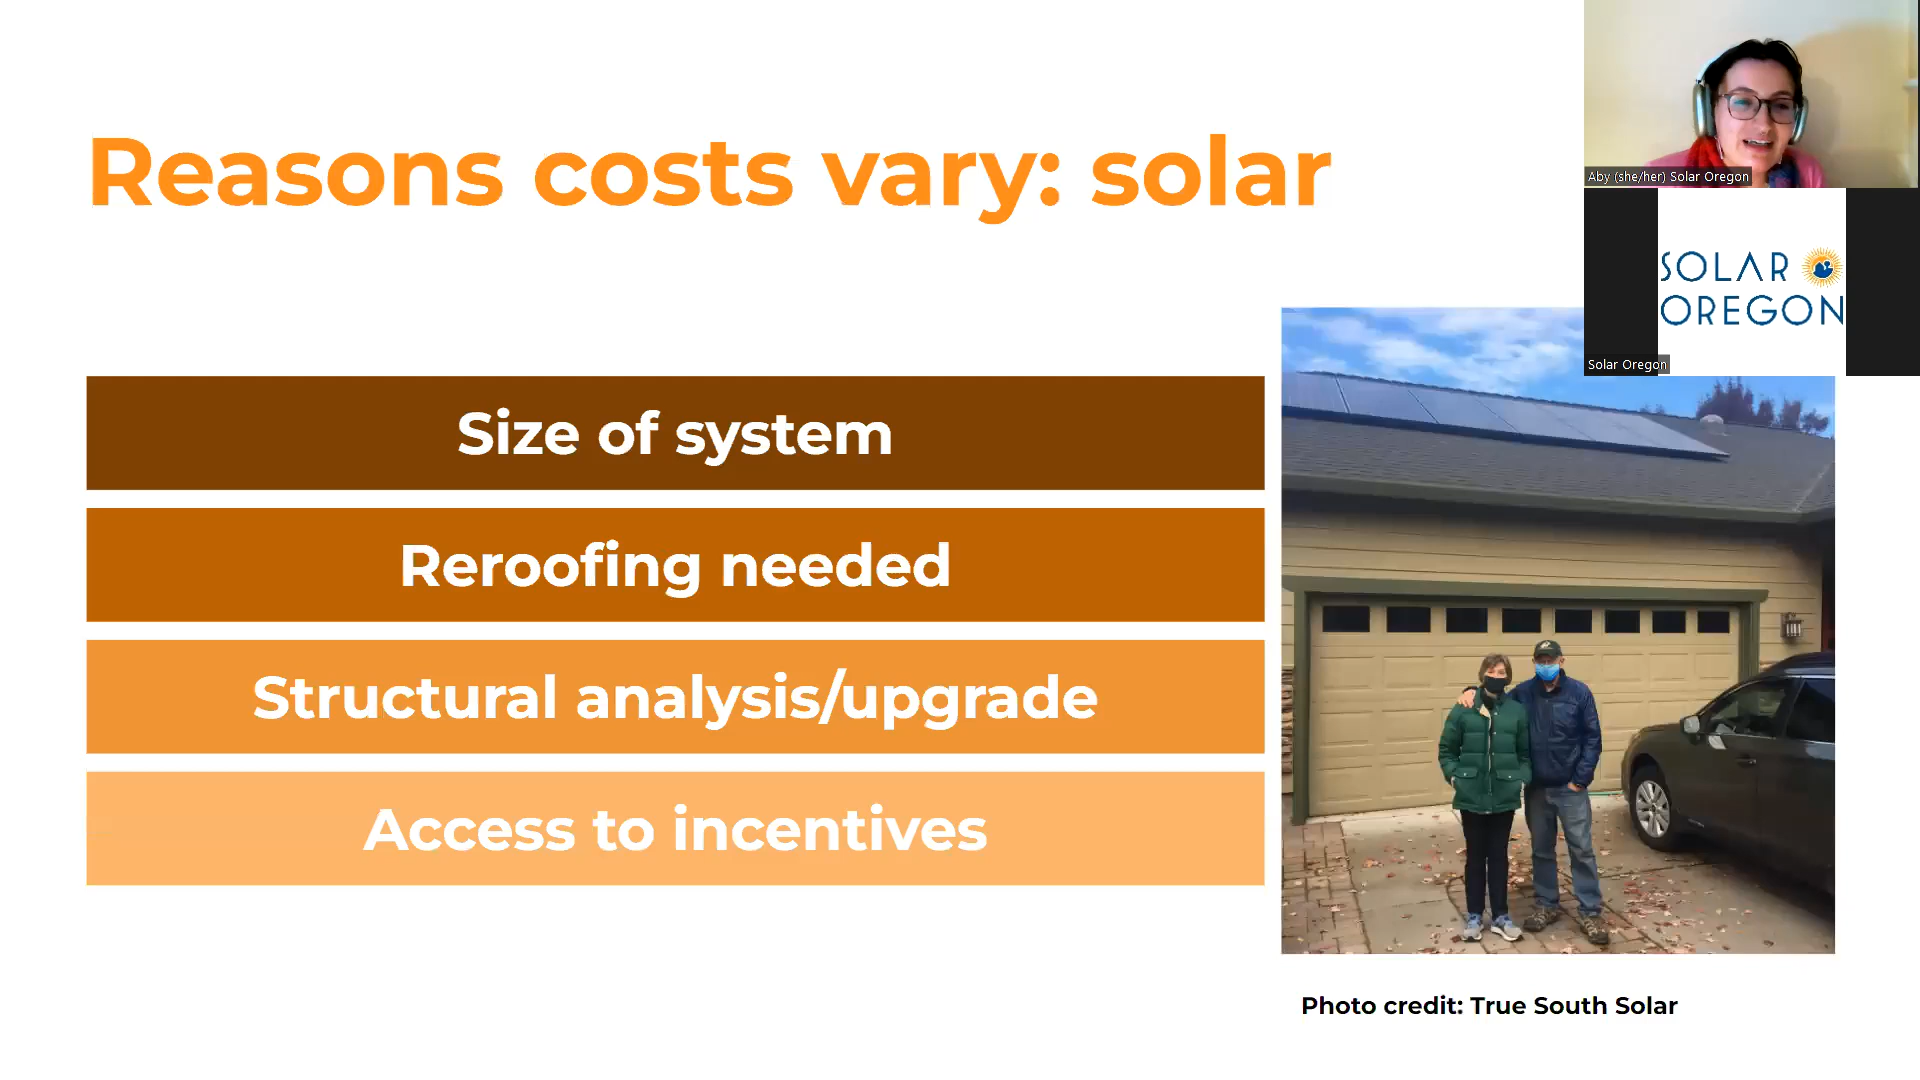 Reasons costs vary: solar
Size of system
Reroofing needed
Structural analysis/upgrade
Access to incentives
Photo credit: True South Solar
Aby (she/her) Solar Oregon
SOLAR
OREGON
Solar Oregon